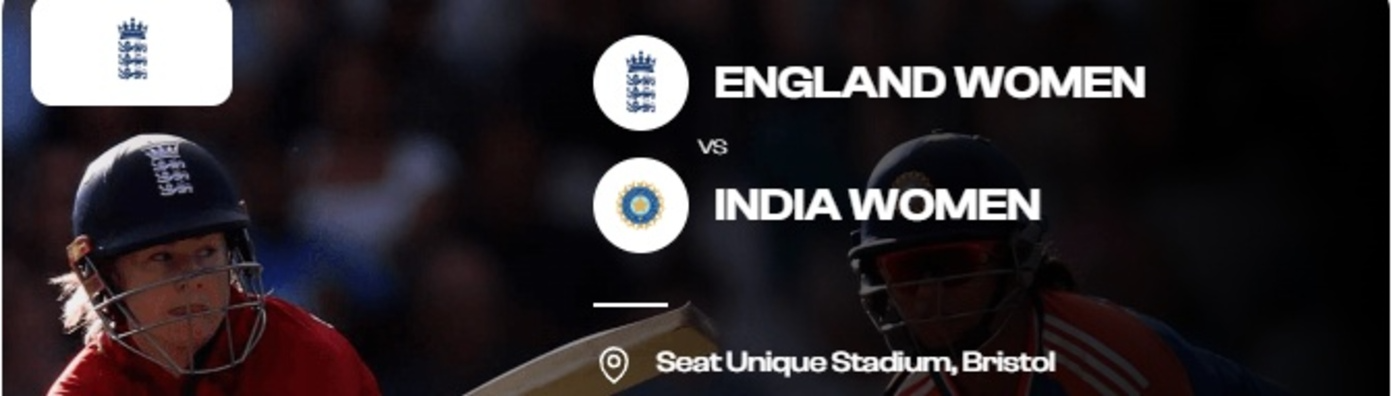 ENGLAND WOMEN
VS
INDIA WOMEN
Seat Unique Stadium, Bristol